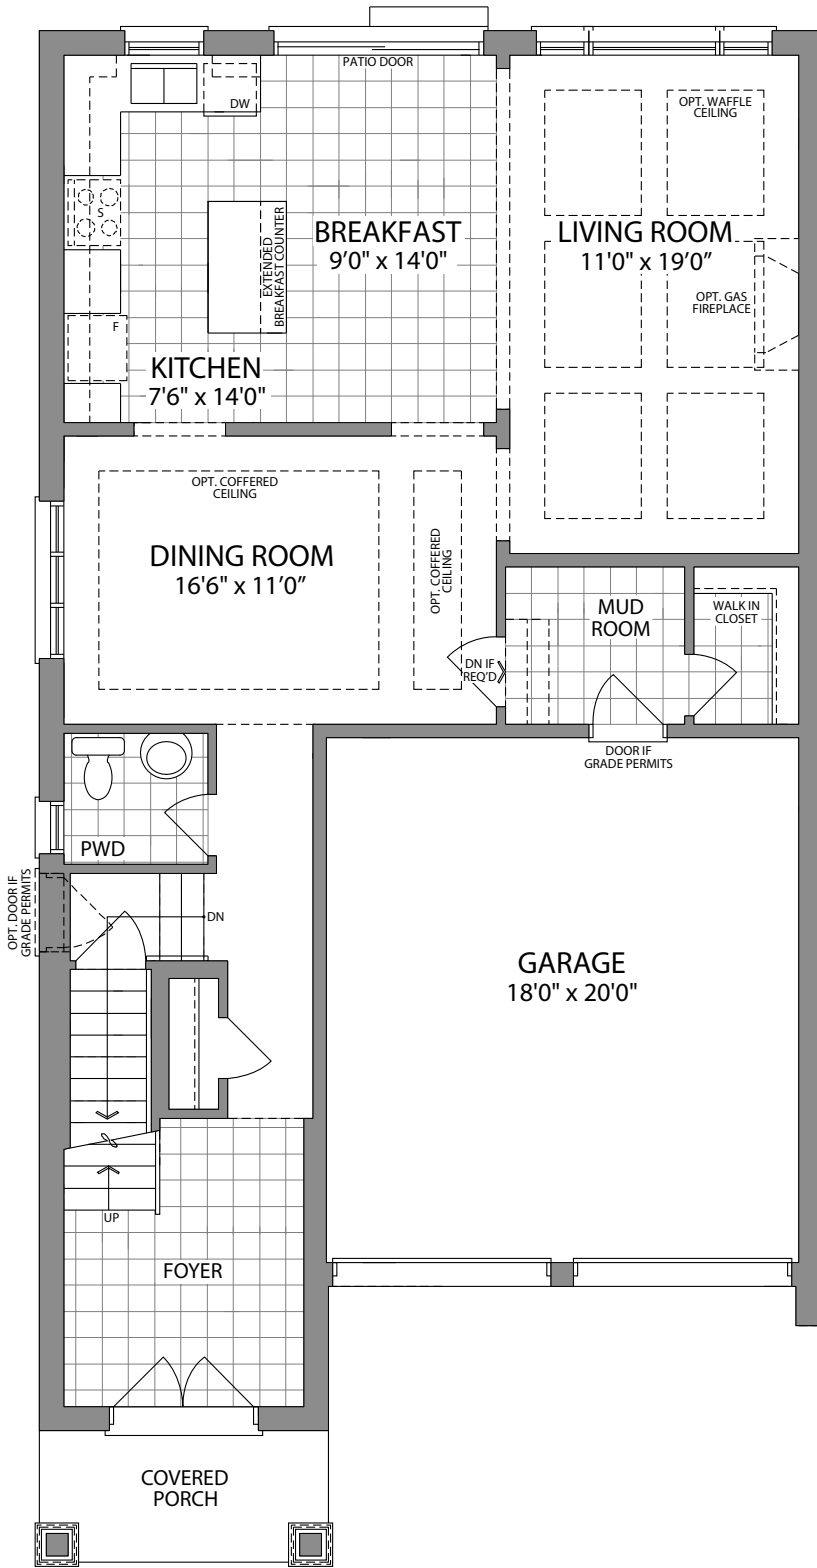 PATIO DOOR
DW
OPT. WAFFLE
CEILING
S
EXTENDED
BREAKFAST COUNTER
BREAKFAST
9'0" x 14'0"
LIVING ROOM
11'0" x 19'0”
OPT. GAS
FIREPLACE
F
KITCHEN
7'6" x 14'0"
OPT. COFFERED
CEILING
OPT. COFFERED
CEILING
DINING ROOM
16'6" x 11'0”
MUD
ROOM
WALK IN
CLOSET
DN IF
REQ'D
DOOR IF
GRADE PERMITS
PWD
OPT. DOOR IF
GRADE PERMITS
DN
GARAGE
18'0" x 20'0"
UP
FOYER
COVERED
PORCH